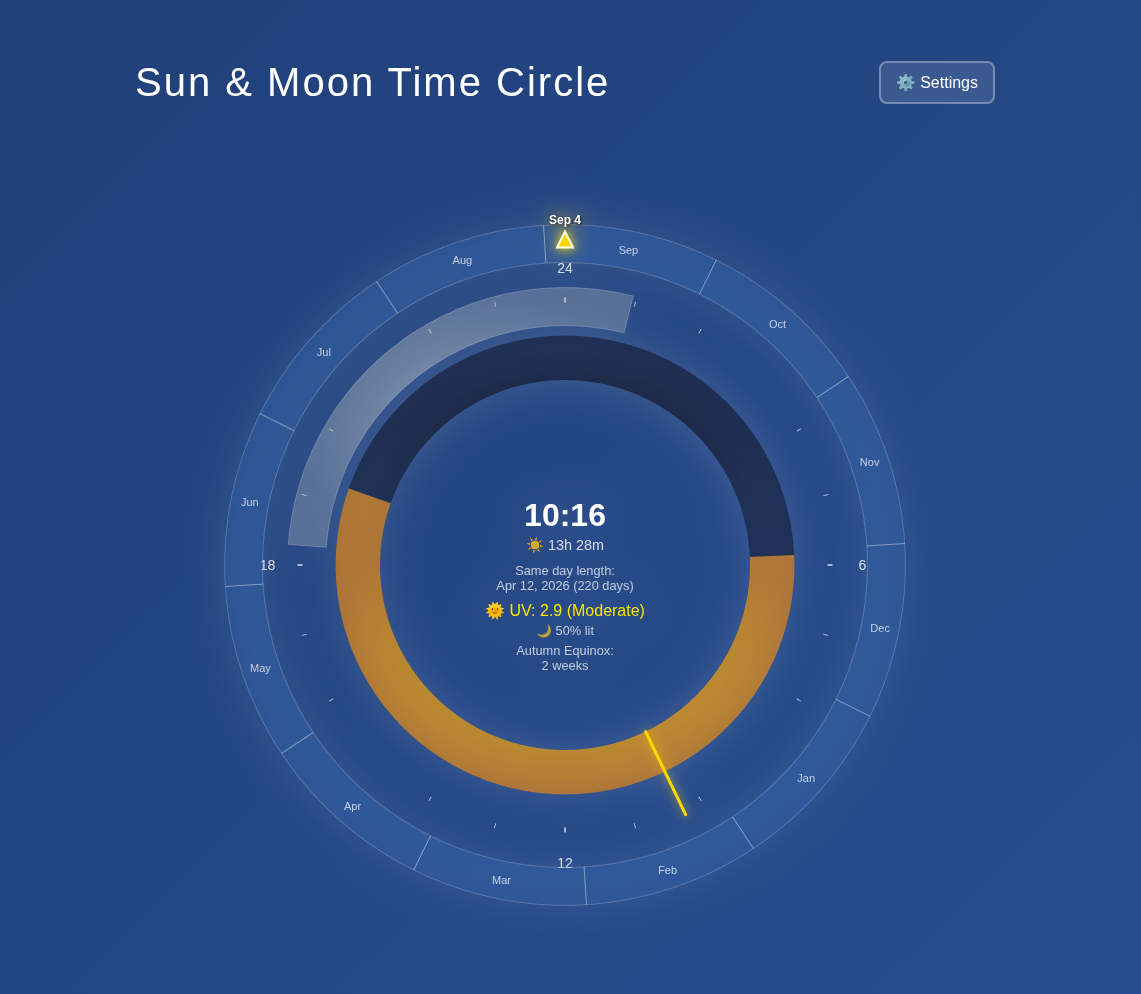 Sun & Moon Time Circle
⚙️ Settings
Sep 4
Sep
Aug
24
Oct
Jul
Nov
Jun
10:16
☀️ 13h 28m
18
6
Same day length:
Apr 12, 2026 (220 days)
🌞 UV: 2.9 (Moderate)
🌙 50% lit
Dec
Autumn Equinox:
2 weeks
May
Jan
Apr
12
Feb
Mar